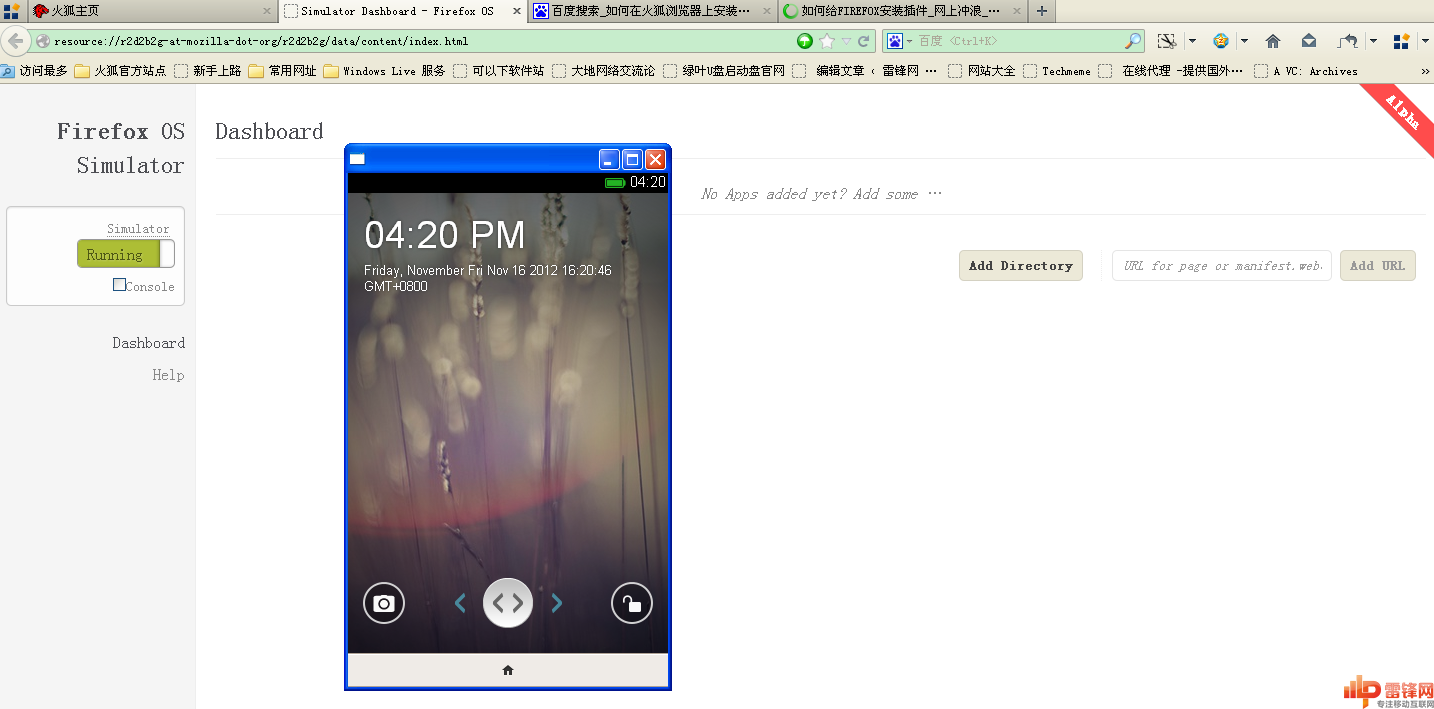 火狐主页
Simulator Dashboard - Firefox OS
百度搜索_如何在火狐浏览器上安装…
如何给FIREFOX安装插件_网上冲浪_…
resource://r2d2b2g-at-mozilla-dot-org/r2d2b2g/data/content/index.html
百度 <Ctrl+K>
访问最多
火狐官方站点
新手上路
常用网址
Windows Live 服务
可以下软件站
大地网络交流论
绿叶U盘启动盘官网
编辑文章 ‹ 雷锋网 …
网站大全
Techmeme
在线代理 -提供国外…
A VC: Archives
»
Alpha
Firefox OS
Simulator
Dashboard
Simulator
Running
Console
Dashboard
Help
No Apps added yet? Add some …
Add Directory
URL for page or manifest.web
Add URL
04:20
04:20 PM
Friday, November Fri Nov 16 2012 16:20:46
GMT+0800
雷锋网
专注移动互联网